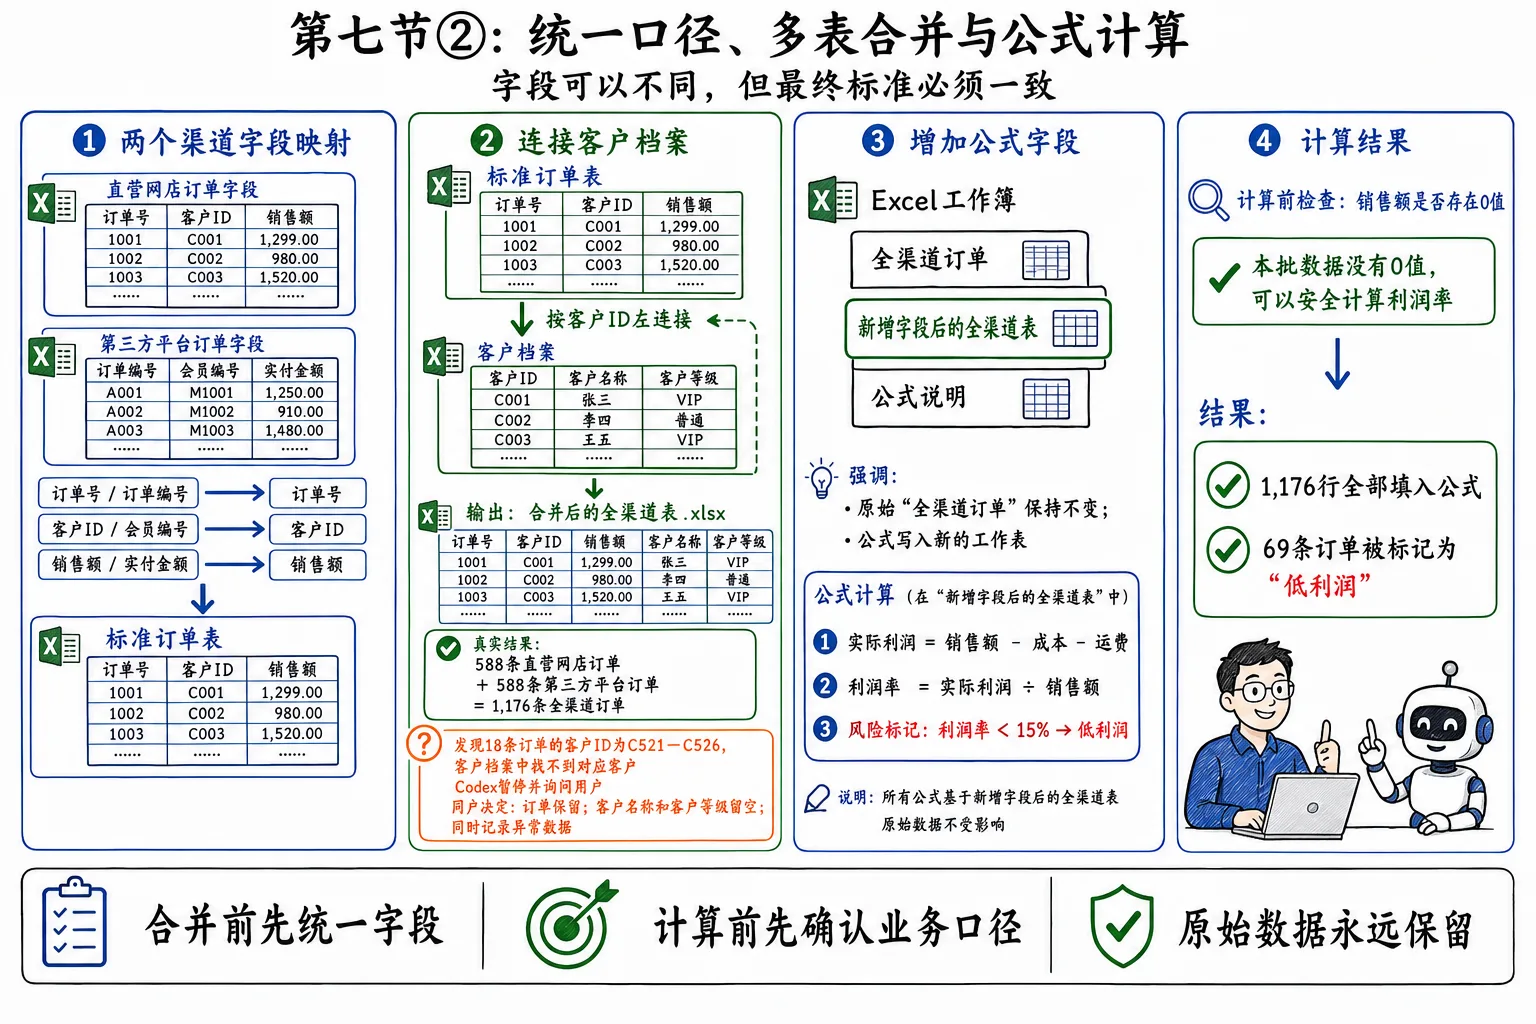 第七节②：统一口径、多表合并与公式计算
字段可以不同，但最终标准必须一致
1 两个渠道字段映射
直营网店订单字段
订单号 客户ID 销售额
1001 C001 1,299.00
1002 C002 980.00
1003 C003 1,520.00
…… …… ……
第三方平台订单字段
订单编号 会员编号 实付金额
A001 M1001 1,250.00
A002 M1002 910.00
A003 M1003 1,480.00
…… …… ……
订单号 / 订单编号 订单号
客户ID / 会员编号 客户ID
销售额 / 实付金额 销售额
标准订单表
订单号 客户ID 销售额
1001 C001 1,299.00
1002 C002 980.00
1003 C003 1,520.00
…… …… ……
2 连接客户档案
标准订单表
订单号 客户ID 销售额
1001 C001 1,299.00
1002 C002 980.00
1003 C003 1,520.00
…… …… ……
按客户ID左连接
客户档案
客户ID 客户名称 客户等级
C001 张三 VIP
C002 李四 普通
C003 王五 VIP
…… …… ……
输出：合并后的全渠道表.xlsx
订单号 客户ID 销售额 客户名称 客户等级
1001 C001 1,299.00 张三 VIP
1002 C002 980.00 李四 普通
1003 C003 1,520.00 王五 VIP
…… …… …… …… ……
真实结果：
588条直营网店订单
+ 588条第三方平台订单
= 1,176条全渠道订单
?
发现18条订单的客户ID为C521—C526，
客户档案中找不到对应客户
Codex暂停并询问用户
用户决定：订单保留；客户名称和客户等级留空；
同时记录异常数据
3 增加公式字段
Excel工作簿
全渠道订单
新增字段后的全渠道表
公式说明
强调：
·原始“全渠道订单”保持不变；
·公式写入新的工作表
公式计算（在“新增字段后的全渠道表”中）
1 实际利润 = 销售额 − 成本 − 运费
2 利润率 = 实际利润 ÷ 销售额
3 风险标记：利润率 < 15% → 低利润
说明：所有公式基于新增字段后的全渠道表
原始数据不受影响
4 计算结果
计算前检查：销售额是否存在0值
本批数据没有0值，
可以安全计算利润率
结果：
1,176行全部填入公式
69条订单被标记为
“低利润”
合并前先统一字段
计算前先确认业务口径
原始数据永远保留